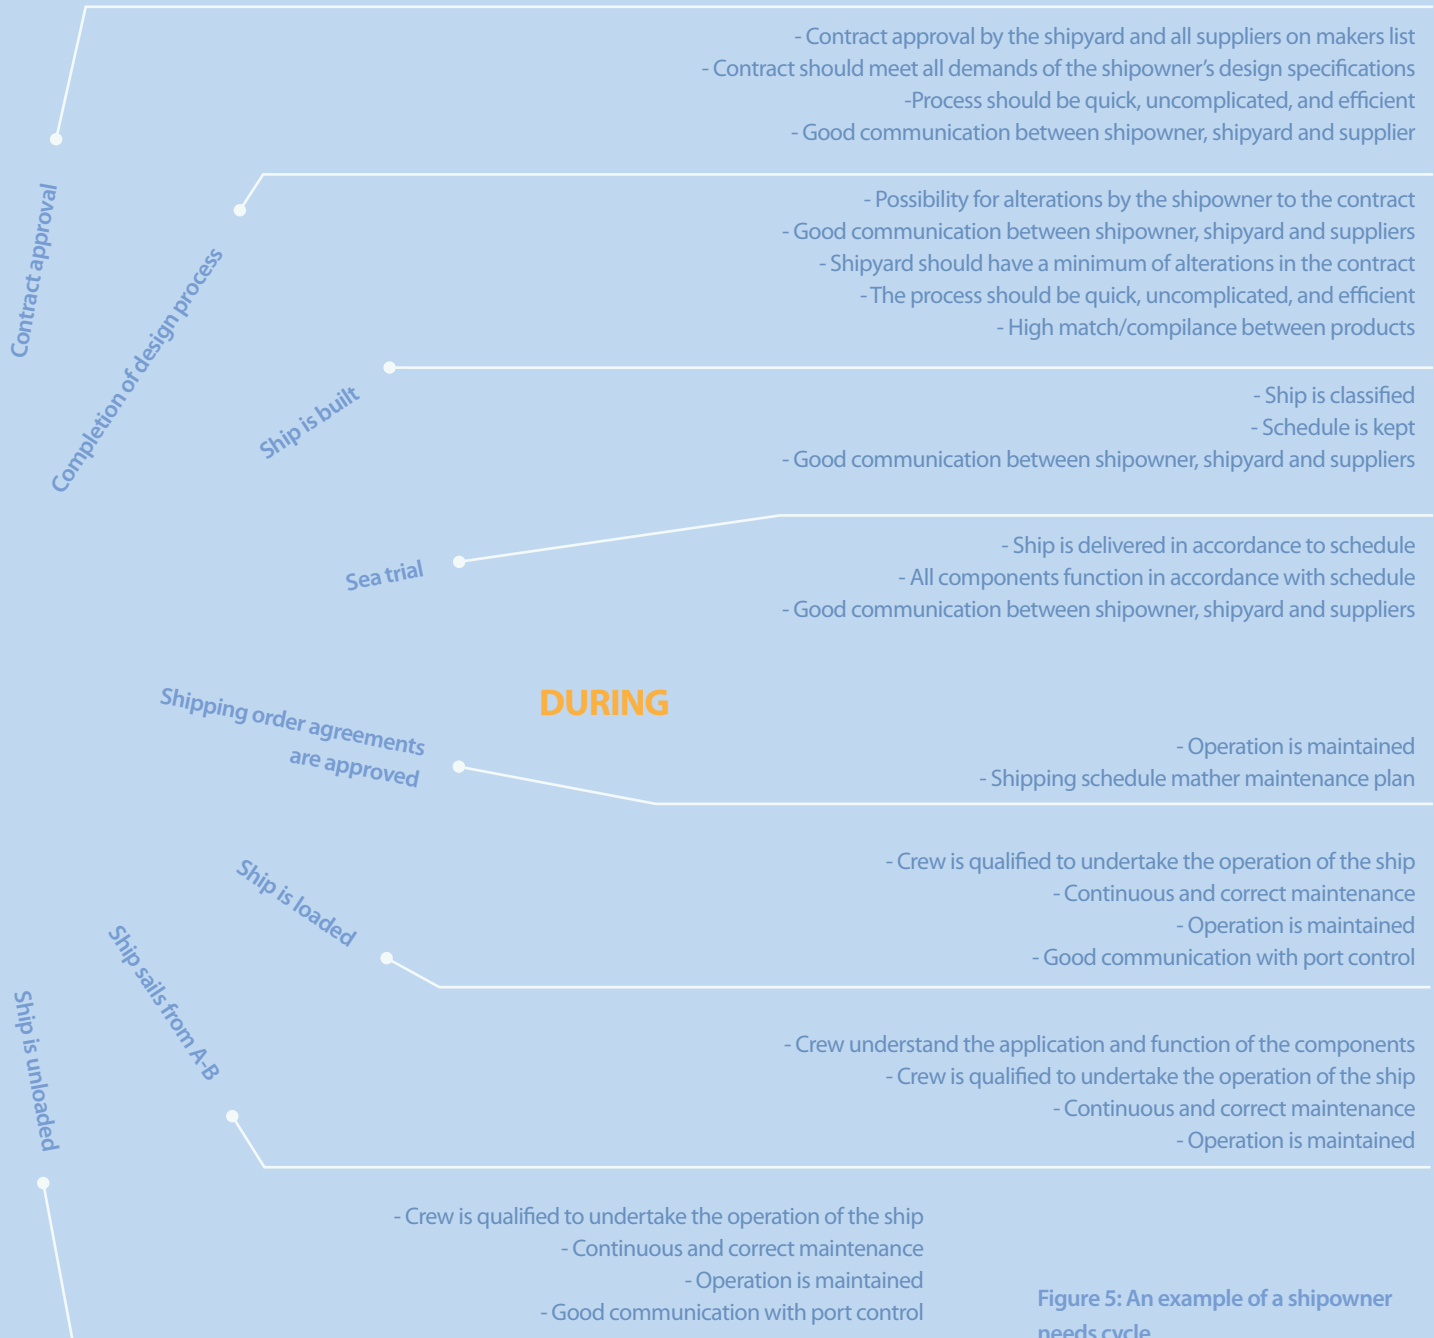 - Contract approval by the shipyard and all suppliers on makers list
- Contract should meet all demands of the shipowner’s design specifications
-Process should be quick, uncomplicated, and efficient
- Good communication between shipowner, shipyard and supplier
Contract approval
- Possibility for alterations by the shipowner to the contract
- Good communication between shipowner, shipyard and suppliers
- Shipyard should have a minimum of alterations in the contract
- The process should be quick, uncomplicated, and efficient
- High match/compilance between products
Completion of design process
Ship is built
- Ship is classified
- Schedule is kept
- Good communication between shipowner, shipyard and suppliers
Sea trial
- Ship is delivered in accordance to schedule
- All components function in accordance with schedule
- Good communication between shipowner, shipyard and suppliers
DURING
Shipping order agreements
are approved
- Operation is maintained
- Shipping schedule mather maintenance plan
Ship is loaded
- Crew is qualified to undertake the operation of the ship
- Continuous and correct maintenance
- Operation is maintained
- Good communication with port control
Ship sails from A-B
- Crew understand the application and function of the components
- Crew is qualified to undertake the operation of the ship
- Continuous and correct maintenance
- Operation is maintained
Ship is unloaded
- Crew is qualified to undertake the operation of the ship
- Continuous and correct maintenance
- Operation is maintained
- Good communication with port control
Figure 5: An example of a shipowner
needs cycle